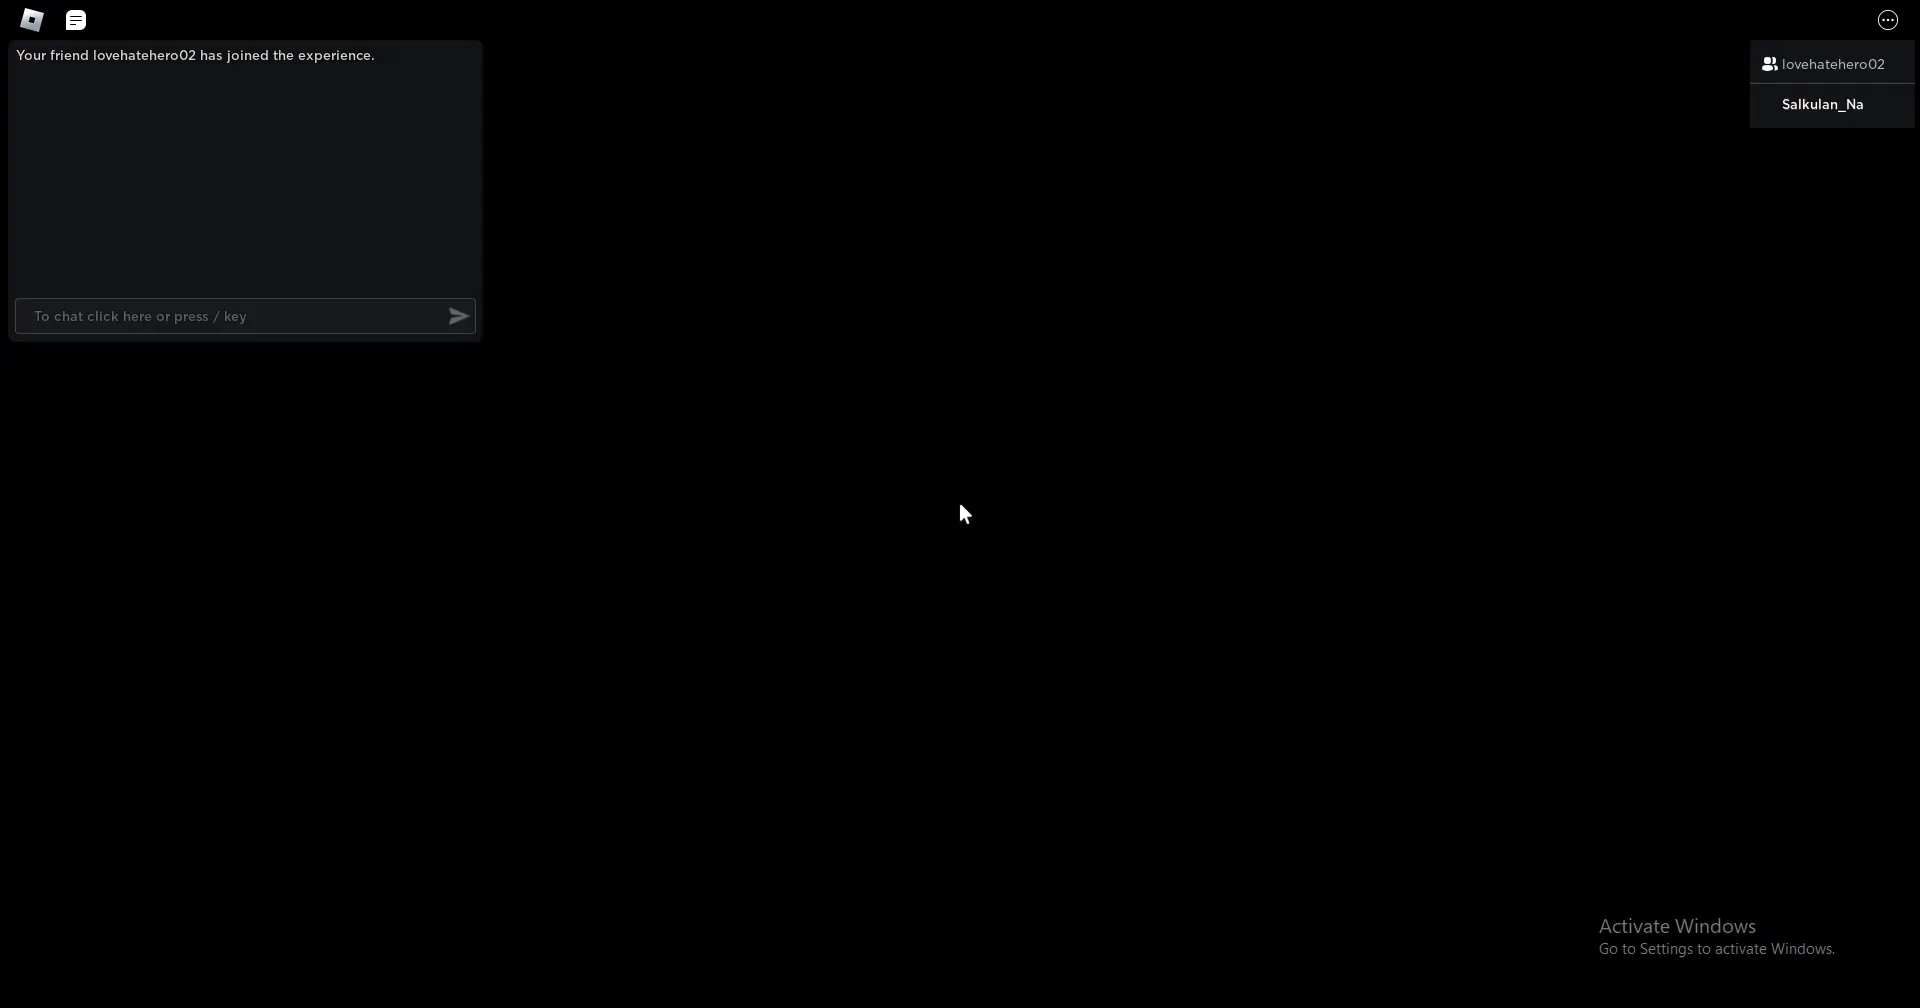 Your friend lovehatehero02 has joined the experience.
lovehatehero02
Salkulan_Na
To chat click here or press / key
Activate Windows
Go to Settings to activate Windows.